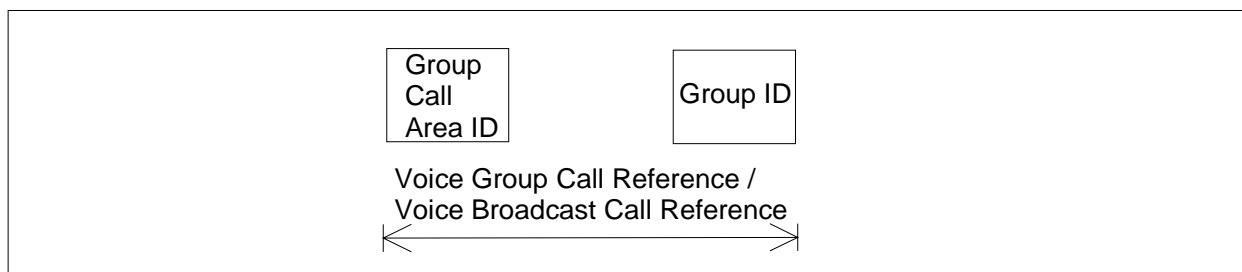 Group
Call
Area ID
Group ID
Voice Group Call Reference /
Voice Broadcast Call Reference